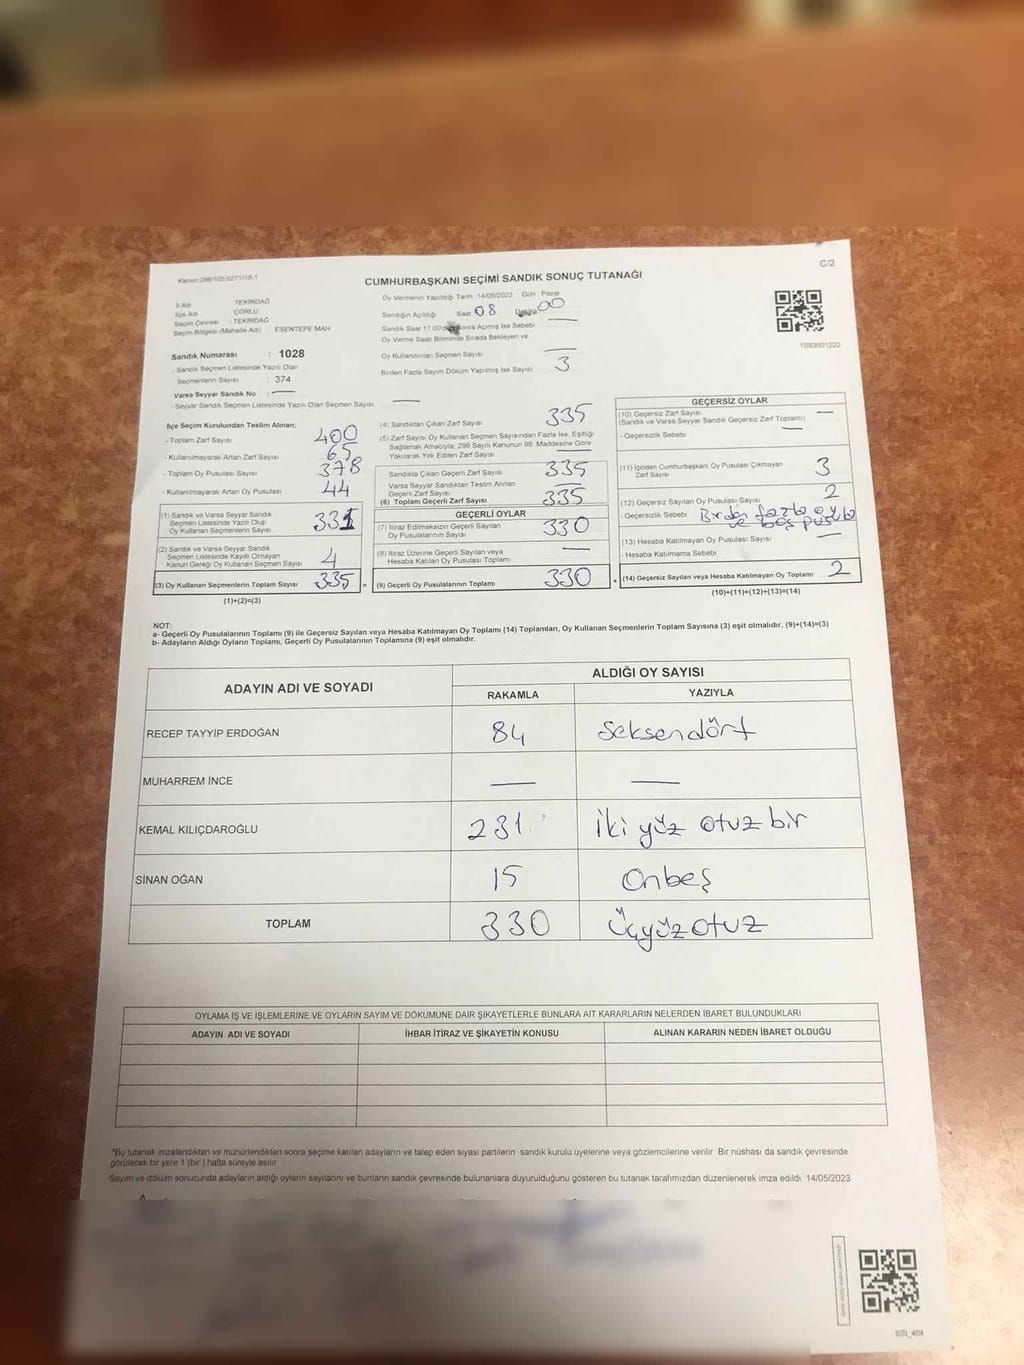 Kanun:298/105 6271/18-1
C/2
CUMHURBAŞKANI SEÇİMİ SANDIK SONUÇ TUTANAĞI
İl Adı TEKİRDAĞ
İlçe Adı ÇORLU
Seçim Çevresi : TEKİRDAĞ
Seçim Bölgesi (Mahalle Adı) ESENTEPE MAH
Oy Vermenin Yapıldığı Tarih 14/05/2023 Gün Pazar
Sandığın Açıldığı Saat 08 Dakika 00
Sandık Saat 17.00'den Sonra Açımış İse Sebebi
Oy Verme Saati Bitiminde Sırada Bekleyen ve
Oy Kullandırılan Seçmen Sayısı
Birden Fazla Sayım Döküm Yapılmış İse Sayısı 3
1093601222
Sandık Numarası : 1028
- Sandık Seçmen Listesinde Yazılı Olan
Seçmenlerin Sayısı : 374
Varsa Seyyar Sandık No : —
- Seyyar Sandık Seçmen Listesinde Yazılı Olan Seçmen Sayısı —
İlçe Seçim Kurulundan Teslim Alınan;
- Toplam Zarf Sayısı 400
- Kullanılmayarak Artan Zarf Sayısı 65
- Toplam Oy Pusulası Sayısı 378
- Kullanılmayarak Artan Oy Pusulası 44
(1) Sandık ve Varsa Seyyar Sandık
Seçmen Listesinde Yazılı Olup
Oy Kullanan Seçmenlerin Sayısı 331
(2) Sandık ve Varsa Seyyar Sandık
Seçmen Listesinde Kayıtlı Olmayan
Kanun Gereği Oy Kullanan Seçmen Sayısı 4
(3) Oy Kullanan Seçmenlerin Toplam Sayısı 335 =
(1)+(2)=(3)
(4) Sandıktan Çıkan Zarf Sayısı 335
(5) Zarf Sayısı Oy Kullanan Seçmen Sayısından Fazla İse, Eşitliği
Sağlamak Amacıyla, 298 Sayılı Kanunun 98. Maddesine Göre
Yakılarak Yok Edilen Zarf Sayısı —
Sandıkta Çıkan Geçerli Zarf Sayısı 335
Varsa Seyyar Sandıktan Teslim Alınan
Geçerli Zarf Sayısı —
(6) Toplam Geçerli Zarf Sayısı 335
GEÇERLİ OYLAR
(7) İtiraz Edilmeksizin Geçerli Sayılan
Oy Pusulalarının Sayısı 330
(8) İtiraz Üzerine Geçerli Sayılan veya
Hesaba Katılan Oy Pusulası Toplamı —
(9) Geçerli Oy Pusulalarının Toplamı 330 +
GEÇERSİZ OYLAR
(10) Geçersiz Zarf Sayısı —
(Sandık ve Varsa Seyyar Sandık Geçersiz Zarf Toplamı)
- Geçersizlik Sebebi —
(11) İçinden Cumhurbaşkanı Oy Pusulası Çıkmayan
Zarf Sayısı 3
(12) Geçersiz Sayılan Oy Pusulası Sayısı 2
- Geçersizlik Sebebi Birden fazla oyla
ve boş pusula
(13) Hesaba Katılmayan Oy Pusulası Sayısı —
- Hesaba Katılmama Sebebi
(14) Geçersiz Sayılan veya Hesaba Katılmayan Oy Toplamı 2
(10)+(11)+(12)+(13)=(14)
NOT:
a- Geçerli Oy Pusulalarının Toplamı (9) ile Geçersiz Sayılan veya Hesaba Katılmayan Oy Toplamı (14) Toplamları, Oy Kullanan Seçmenlerin Toplam Sayısına (3) eşit olmalıdır. (9)+(14)=(3)
b- Adayların Aldığı Oyların Toplamı, Geçerli Oy Pusulalarının Toplamına (9) eşit olmalıdır.
ADAYIN ADI VE SOYADI
ALDIĞI OY SAYISI
RAKAMLA YAZIYLA
RECEP TAYYİP ERDOĞAN 84 Seksendört
MUHARREM İNCE — —
KEMAL KILIÇDAROĞLU 231 İki yüz otuz bir
SİNAN OĞAN 15 Onbeş
TOPLAM 330 Üçyüzotuz
OYLAMA İŞ VE İŞLEMLERİNE VE OYLARIN SAYIM VE DÖKÜMÜNE DAİR ŞİKAYETLERLE BUNLARA AİT KARARLARIN NELERDEN İBARET BULUNDUKLARI
ADAYIN ADI VE SOYADI İHBAR İTİRAZ VE ŞİKAYETİN KONUSU ALINAN KARARIN NEDEN İBARET OLDUĞU
*Bu tutanak imzalandıktan ve mühürlendikten sonra seçime katılan adayların ve talep eden siyasi partilerin sandık kurulu üyelerine veya gözlemcilerine verilir. Bir nüshası da sandık çevresinde
görülecek bir yere 1 (bir ) hafta süreyle asılır
Sayım ve döküm sonucunda adayların aldığı oyların sayılarını ve bunların sandık çevresinde bulunanlara duyurulduğunu gösteren bu tutanak tarafımızdan düzenlenerek imza edildi. 14/05/2023